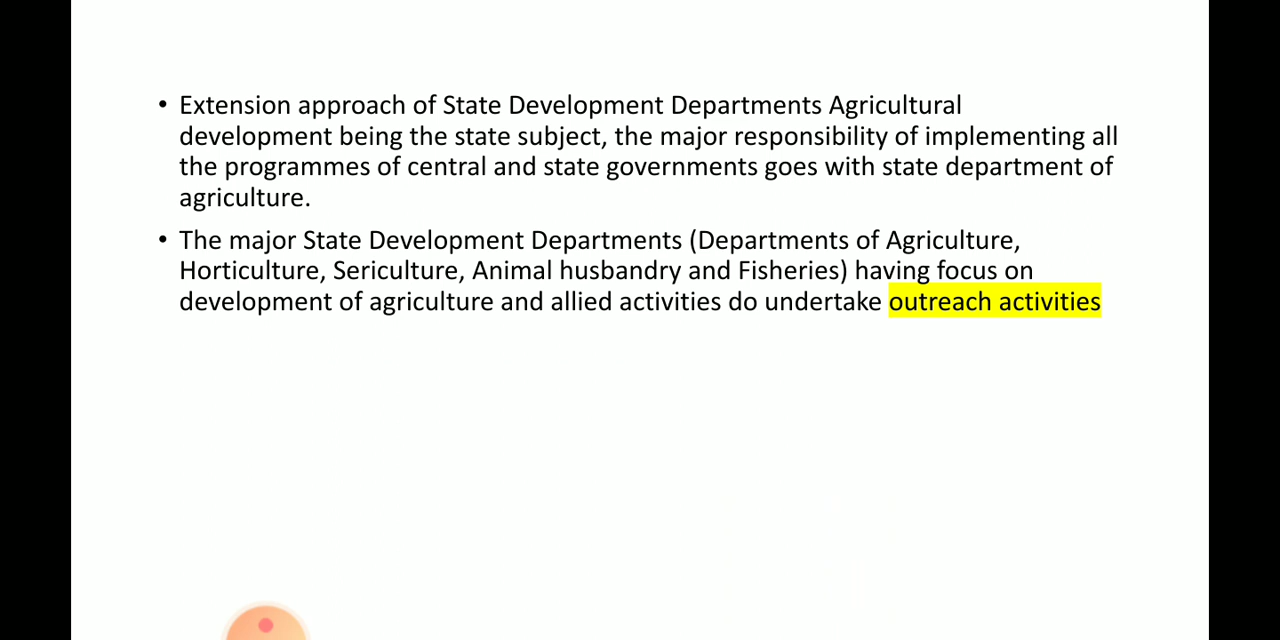 • Extension approach of State Development Departments Agricultural
development being the state subject, the major responsibility of implementing all
the programmes of central and state governments goes with state department of
agriculture.
• The major State Development Departments (Departments of Agriculture,
Horticulture, Sericulture, Animal husbandry and Fisheries) having focus on
development of agriculture and allied activities do undertake outreach activities